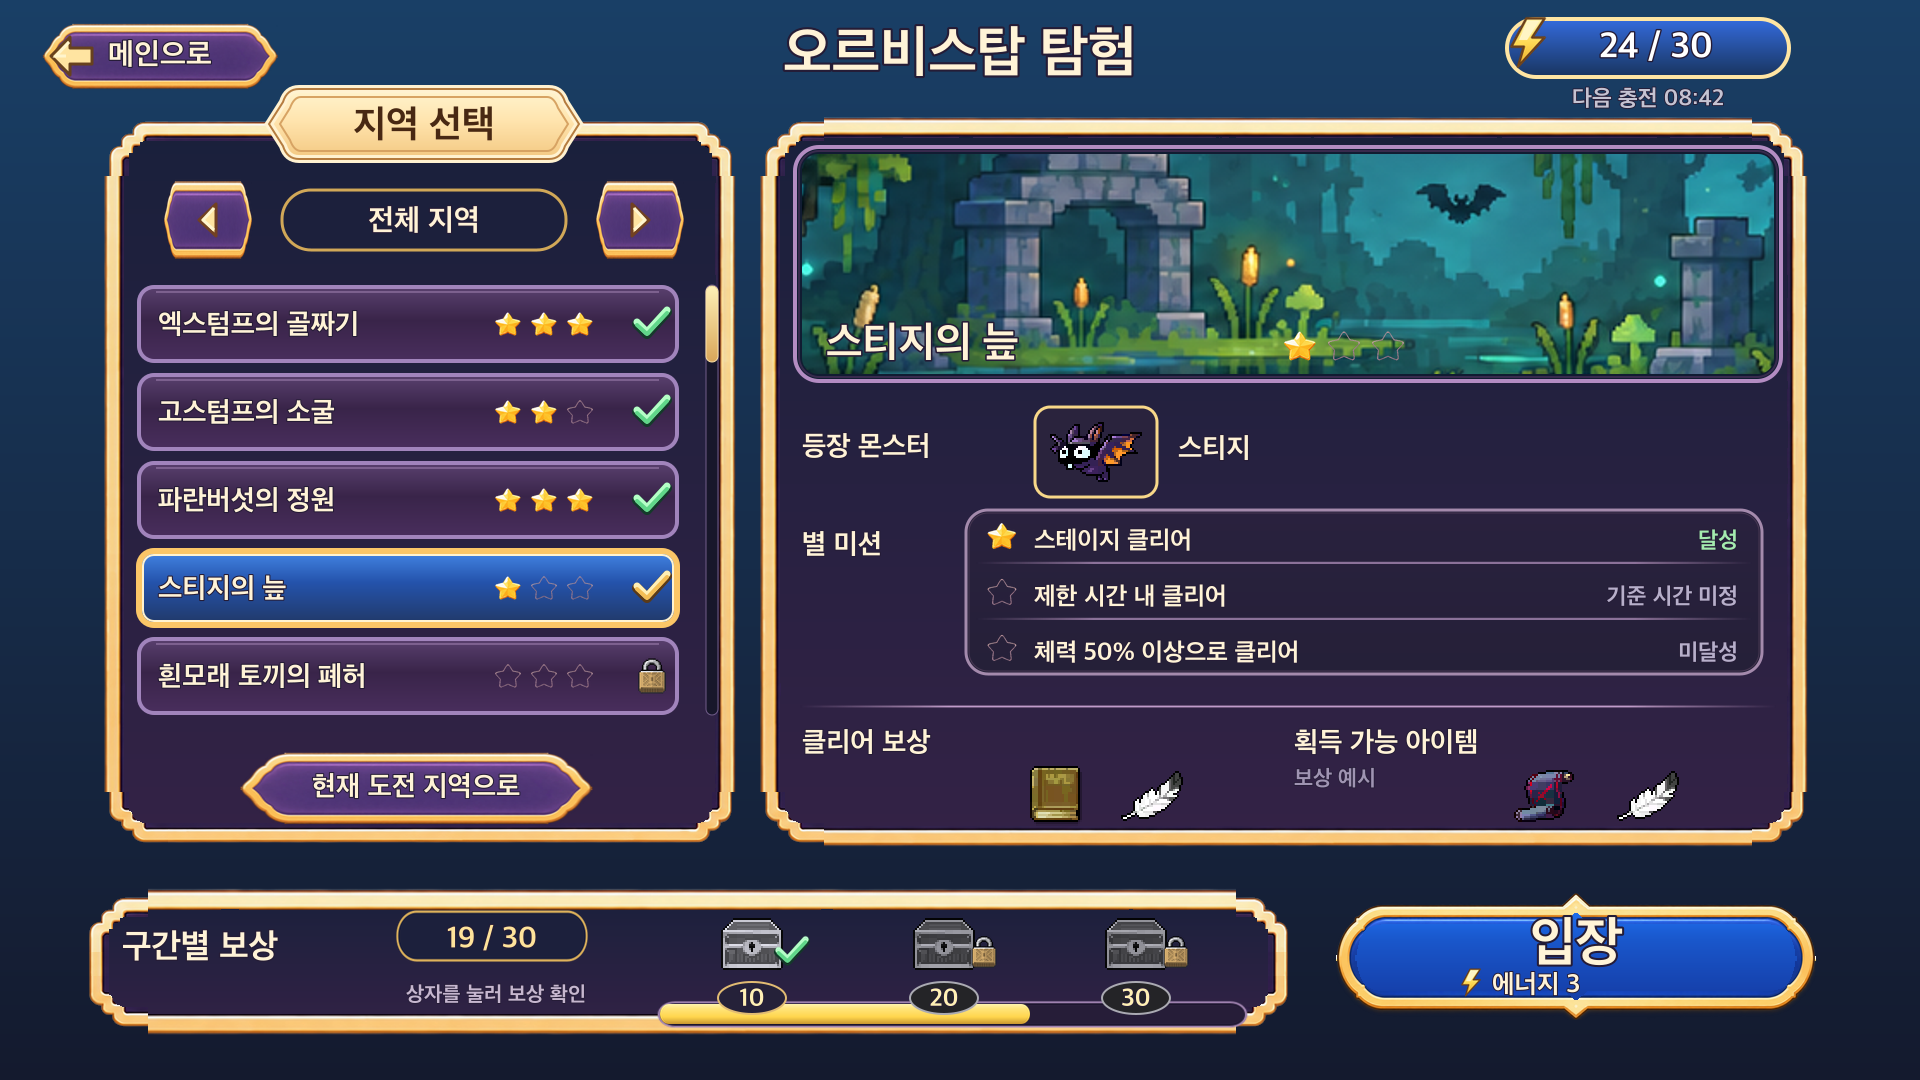 메인으로
오르비스탑 탐험
24 / 30
다음 충전 08:42
지역 선택
전체 지역
엑스텀프의 골짜기
고스텀프의 소굴
파란버섯의 정원
스티지의 늪
흰모래 토끼의 폐허
현재 도전 지역으로
스티지의 늪
등장 몬스터
스티지
별 미션
스테이지 클리어
달성
제한 시간 내 클리어
기준 시간 미정
체력 50% 이상으로 클리어
미달성
클리어 보상
획득 가능 아이템
보상 예시
구간별 보상
19 / 30
상자를 눌러 보상 확인
10
20
30
입장
에너지 3